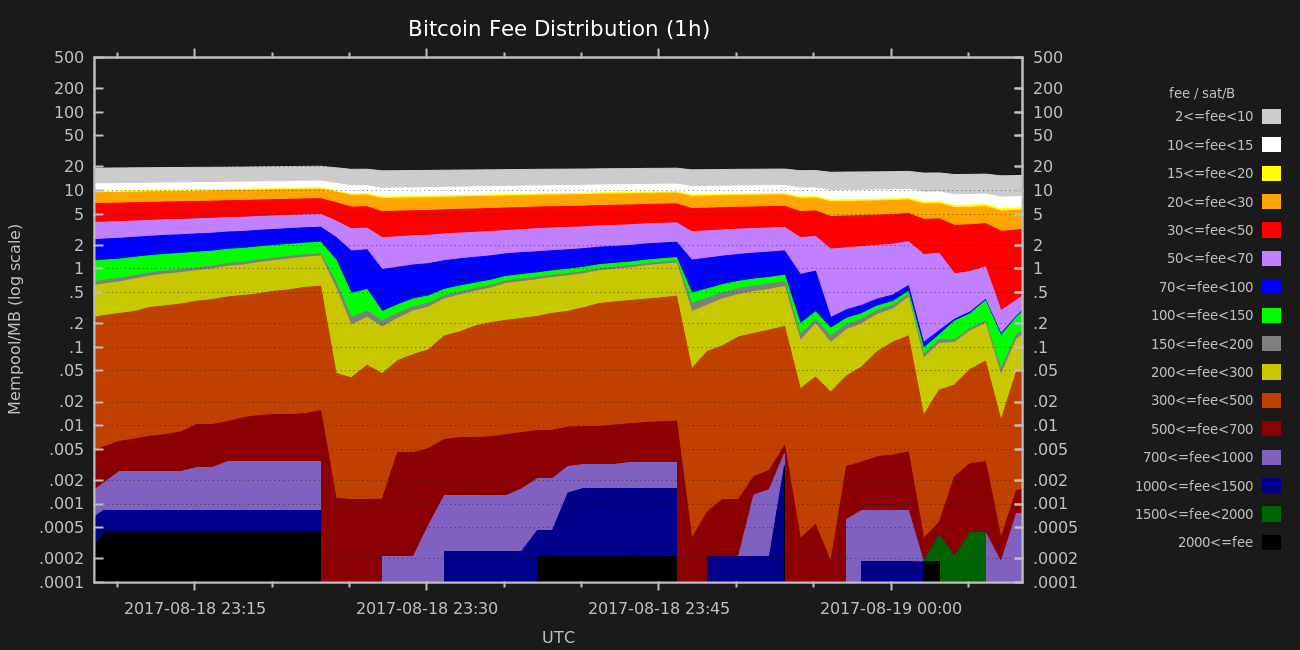 Bitcoin Fee Distribution (1h)
500 500
200 200
100 100
50 50
20 20
10 10
5 5
2 2
1 1
.5 .5
.2 .2
.1 .1
.05 .05
.02 .02
.01 .01
.005 .005
.002 .002
.001 .001
.0005 .0005
.0002 .0002
.0001 .0001
Mempool/MB (log scale)
2017-08-18 23:15 2017-08-18 23:30 2017-08-18 23:45 2017-08-19 00:00
UTC
fee / sat/B
2<=fee<10
10<=fee<15
15<=fee<20
20<=fee<30
30<=fee<50
50<=fee<70
70<=fee<100
100<=fee<150
150<=fee<200
200<=fee<300
300<=fee<500
500<=fee<700
700<=fee<1000
1000<=fee<1500
1500<=fee<2000
2000<=fee